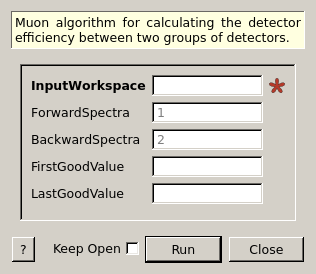 Muon algorithm for calculating the detector
efficiency between two groups of detectors.
InputWorkspace *
ForwardSpectra 1
BackwardSpectra 2
FirstGoodValue
LastGoodValue
? Keep Open Run Close